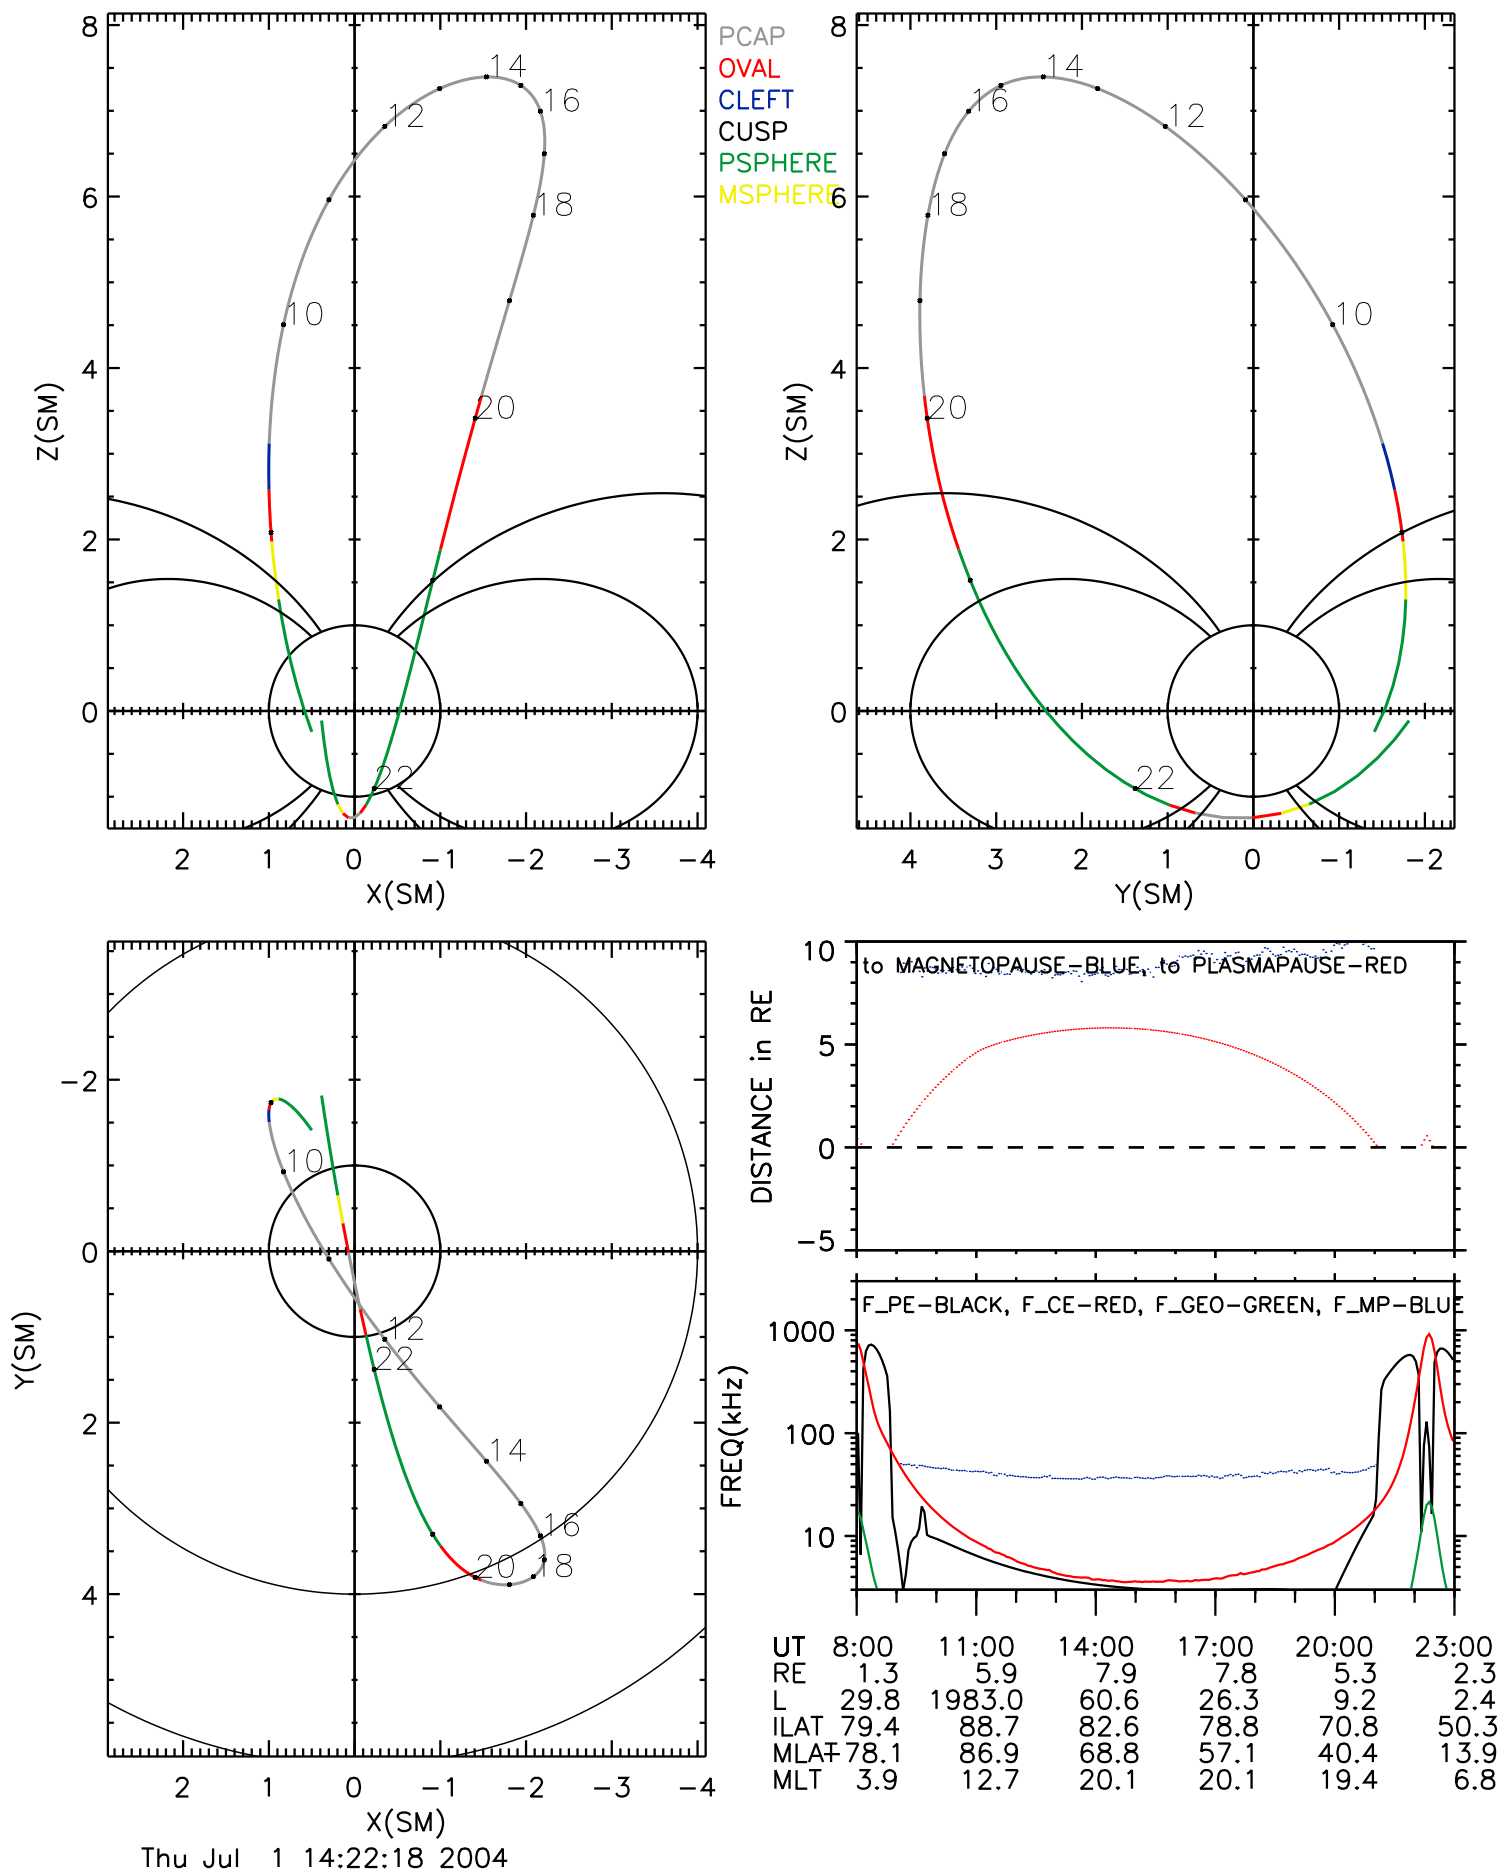 PCAP
OVAL
CLEFT
CUSP
PSPHERE
MSPHERE
8
6
4
2
0
Z(SM)
10
12
14
16
18
20
22
2 1 0 -1 -2 -3 -4
X(SM)
8
6
4
2
0
Z(SM)
14
16
12
18
10
20
22
4 3 2 1 0 -1 -2
Y(SM)
-2
0
2
4
Y(SM)
10
12
22
14
16
20 18
2 1 0 -1 -2 -3 -4
X(SM)
10
5
0
-5
DISTANCE in RE
to MAGNETOPAUSE-BLUE, to PLASMAPAUSE-RED
1000
100
10
FREQ(kHz)
F_PE-BLACK, F_CE-RED, F_GEO-GREEN, F_MP-BLUE
UT 8:00 11:00 14:00 17:00 20:00 23:00
RE 1.3 5.9 7.9 7.8 5.3 2.3
L 29.8 1983.0 60.6 26.3 9.2 2.4
ILAT 79.4 88.7 82.6 78.8 70.8 50.3
MLAT-78.1 86.9 68.8 57.1 40.4 13.9
MLT 3.9 12.7 20.1 20.1 19.4 6.8
Thu Jul 1 14:22:18 2004